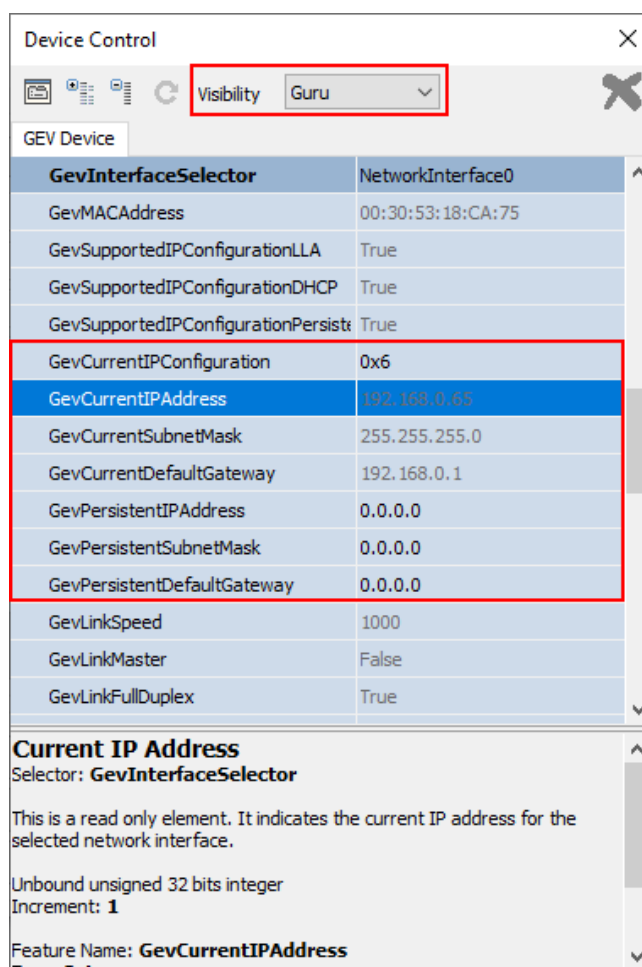 Device Control
Visibility Guru
GEV Device
GevInterfaceSelector NetworkInterface0
GevMACAddress 00:30:53:18:CA:75
GevSupportedIPConfigurationLLA True
GevSupportedIPConfigurationDHCP True
GevSupportedIPConfigurationPersiste True
GevCurrentIPConfiguration 0x6
GevCurrentIPAddress 192.168.0.65
GevCurrentSubnetMask 255.255.255.0
GevCurrentDefaultGateway 192.168.0.1
GevPersistentIPAddress 0.0.0.0
GevPersistentSubnetMask 0.0.0.0
GevPersistentDefaultGateway 0.0.0.0
GevLinkSpeed 1000
GevLinkMaster False
GevLinkFullDuplex True
Current IP Address
Selector: GevInterfaceSelector
This is a read only element. It indicates the current IP address for the
selected network interface.
Unbound unsigned 32 bits integer
Increment: 1
Feature Name: GevCurrentIPAddress